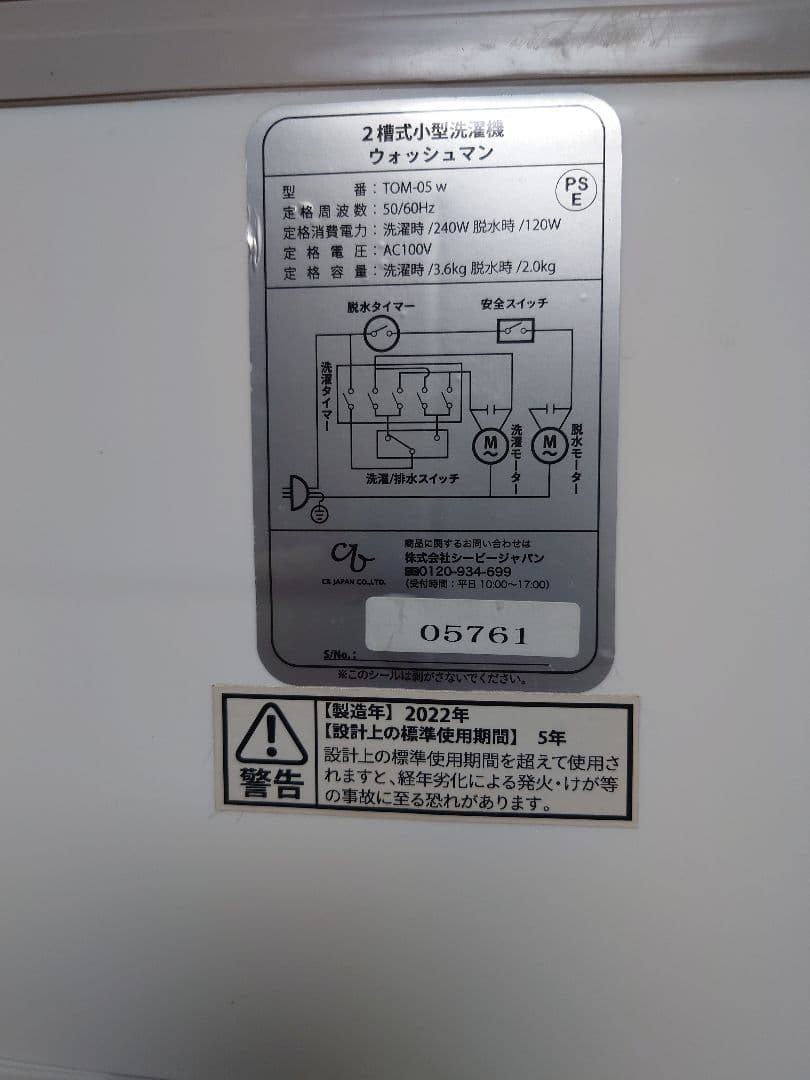 2槽式小型洗濯機
ウォッシュマン
型番：TOM-05 w
PS
E
定格周波数：50/60Hz
定格消費電力：洗濯時/240W 脱水時/120W
定格電圧：AC100V
定格容量：洗濯時/3.6kg 脱水時/2.0kg
脱水タイマー
安全スイッチ
洗濯タイマー
M
洗濯モーター
M
脱水モーター
洗濯/排水スイッチ
cb
CB JAPAN CO.,LTD.
商品に関するお問い合わせは
株式会社シービージャパン
0120-934-699
（受付時間：平日 10:00〜17:00）
05761
S/No.：
※このシールは剥がさないでください。
【製造年】2022年
【設計上の標準使用期間】 5年
警告
設計上の標準使用期間を超えて使用さ
れますと、経年劣化による発火・けが等
の事故に至る恐れがあります。